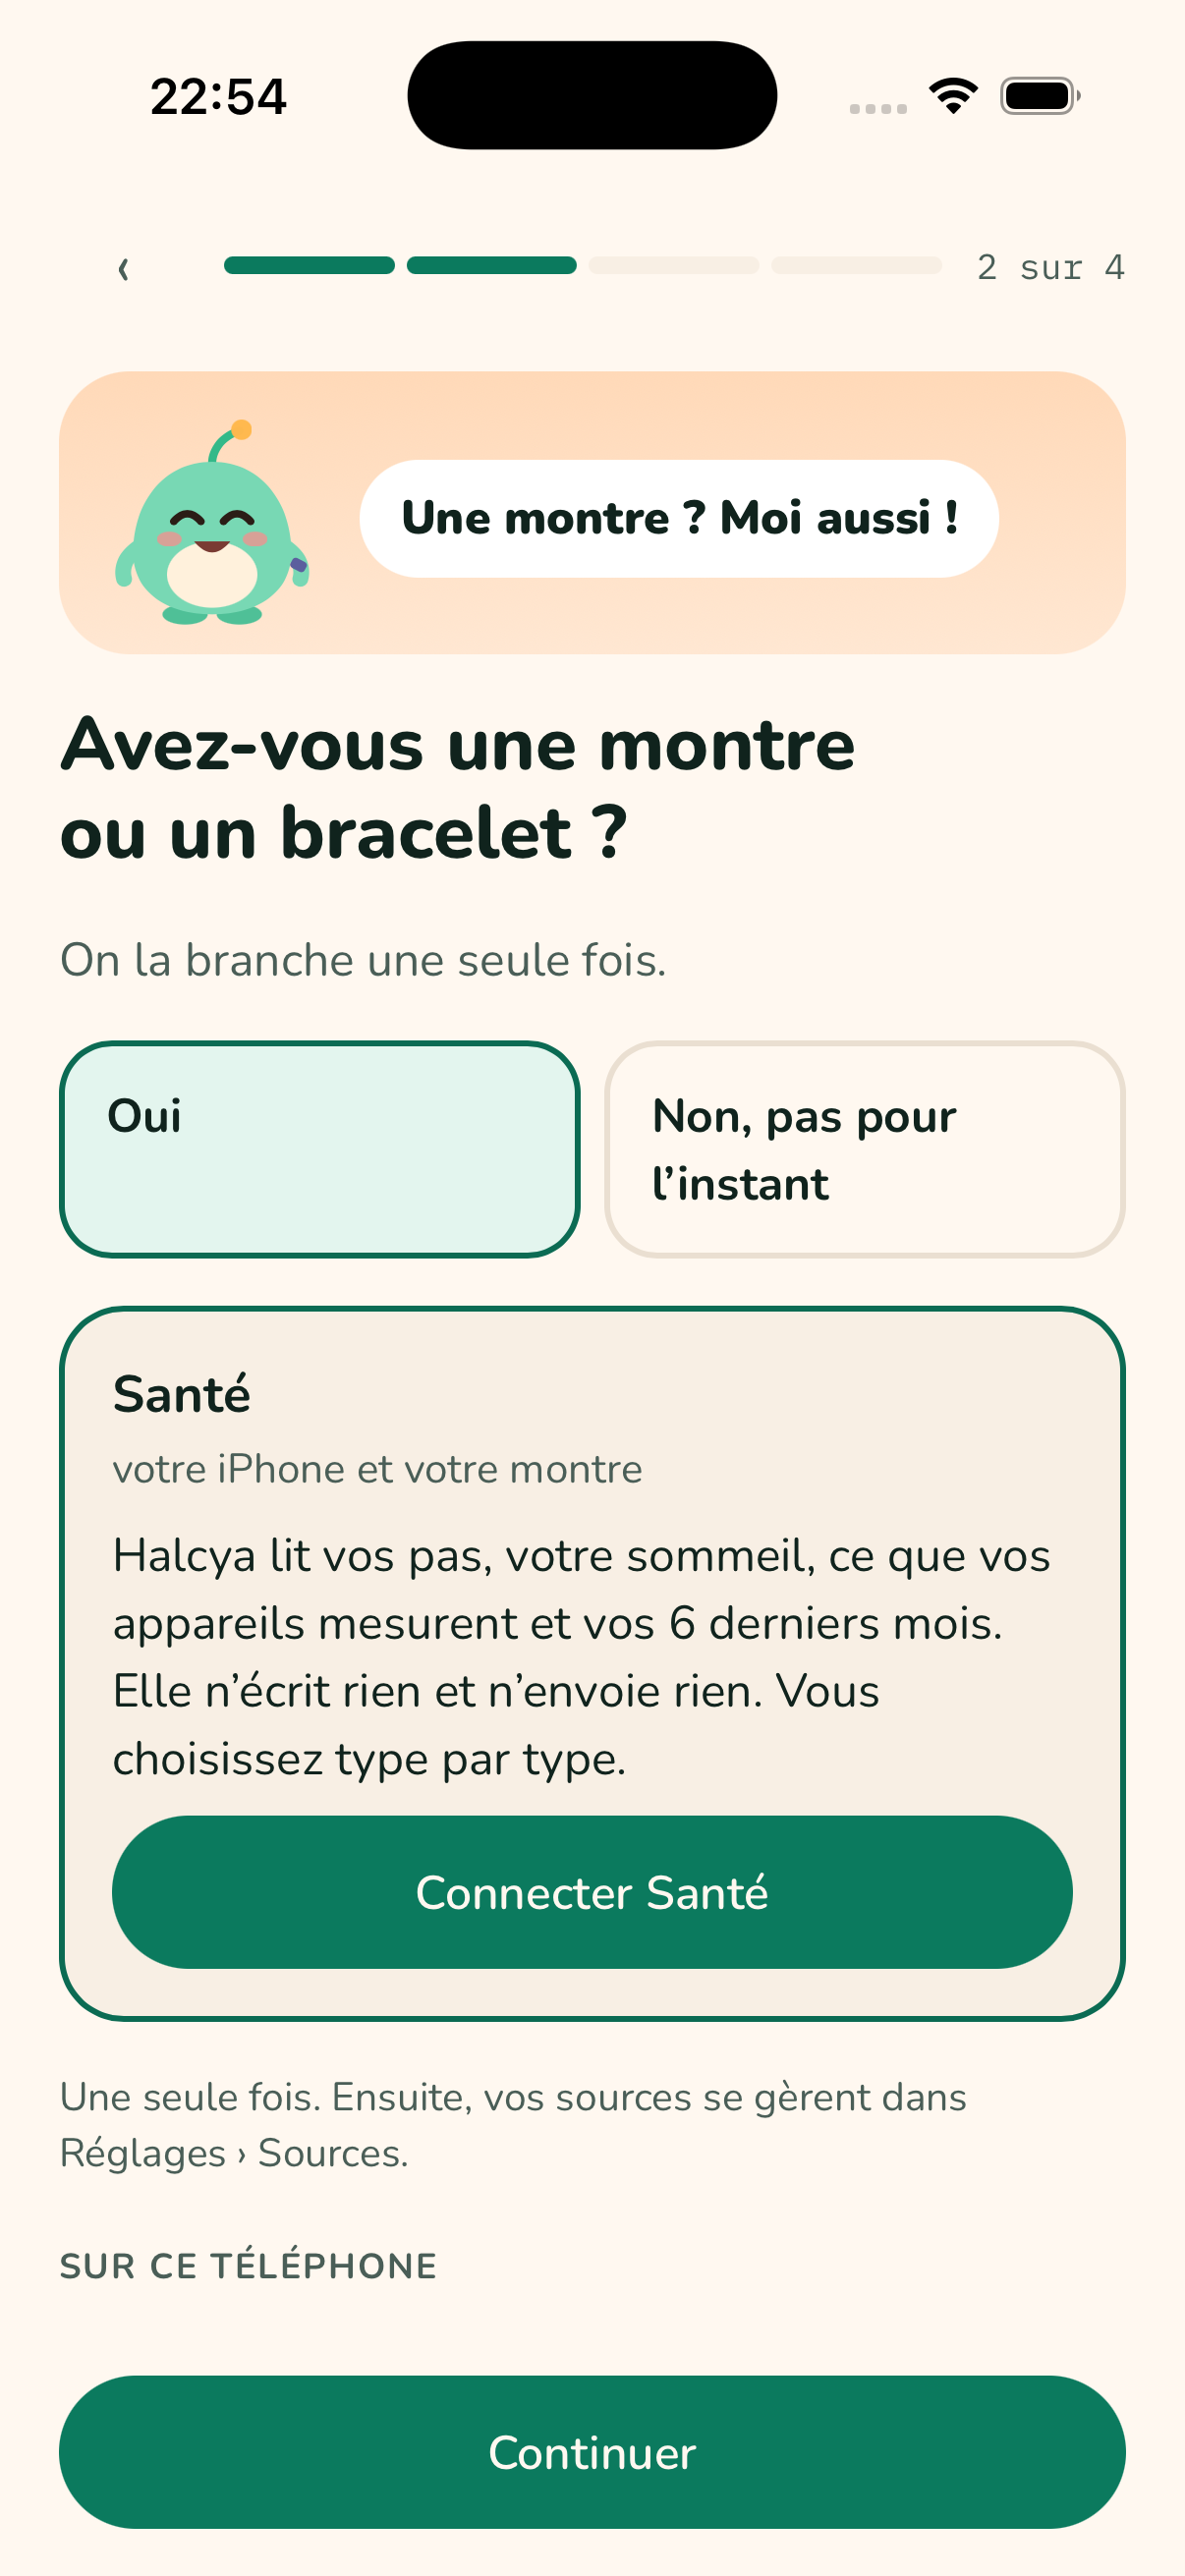 22:54
‹ 2 sur 4
Une montre ? Moi aussi !
Avez-vous une montre
ou un bracelet ?
On la branche une seule fois.
Oui
Non, pas pour
l’instant
Santé
votre iPhone et votre montre
Halcya lit vos pas, votre sommeil, ce que vos
appareils mesurent et vos 6 derniers mois.
Elle n’écrit rien et n’envoie rien. Vous
choisissez type par type.
Connecter Santé
Une seule fois. Ensuite, vos sources se gèrent dans
Réglages › Sources.
SUR CE TÉLÉPHONE
Continuer